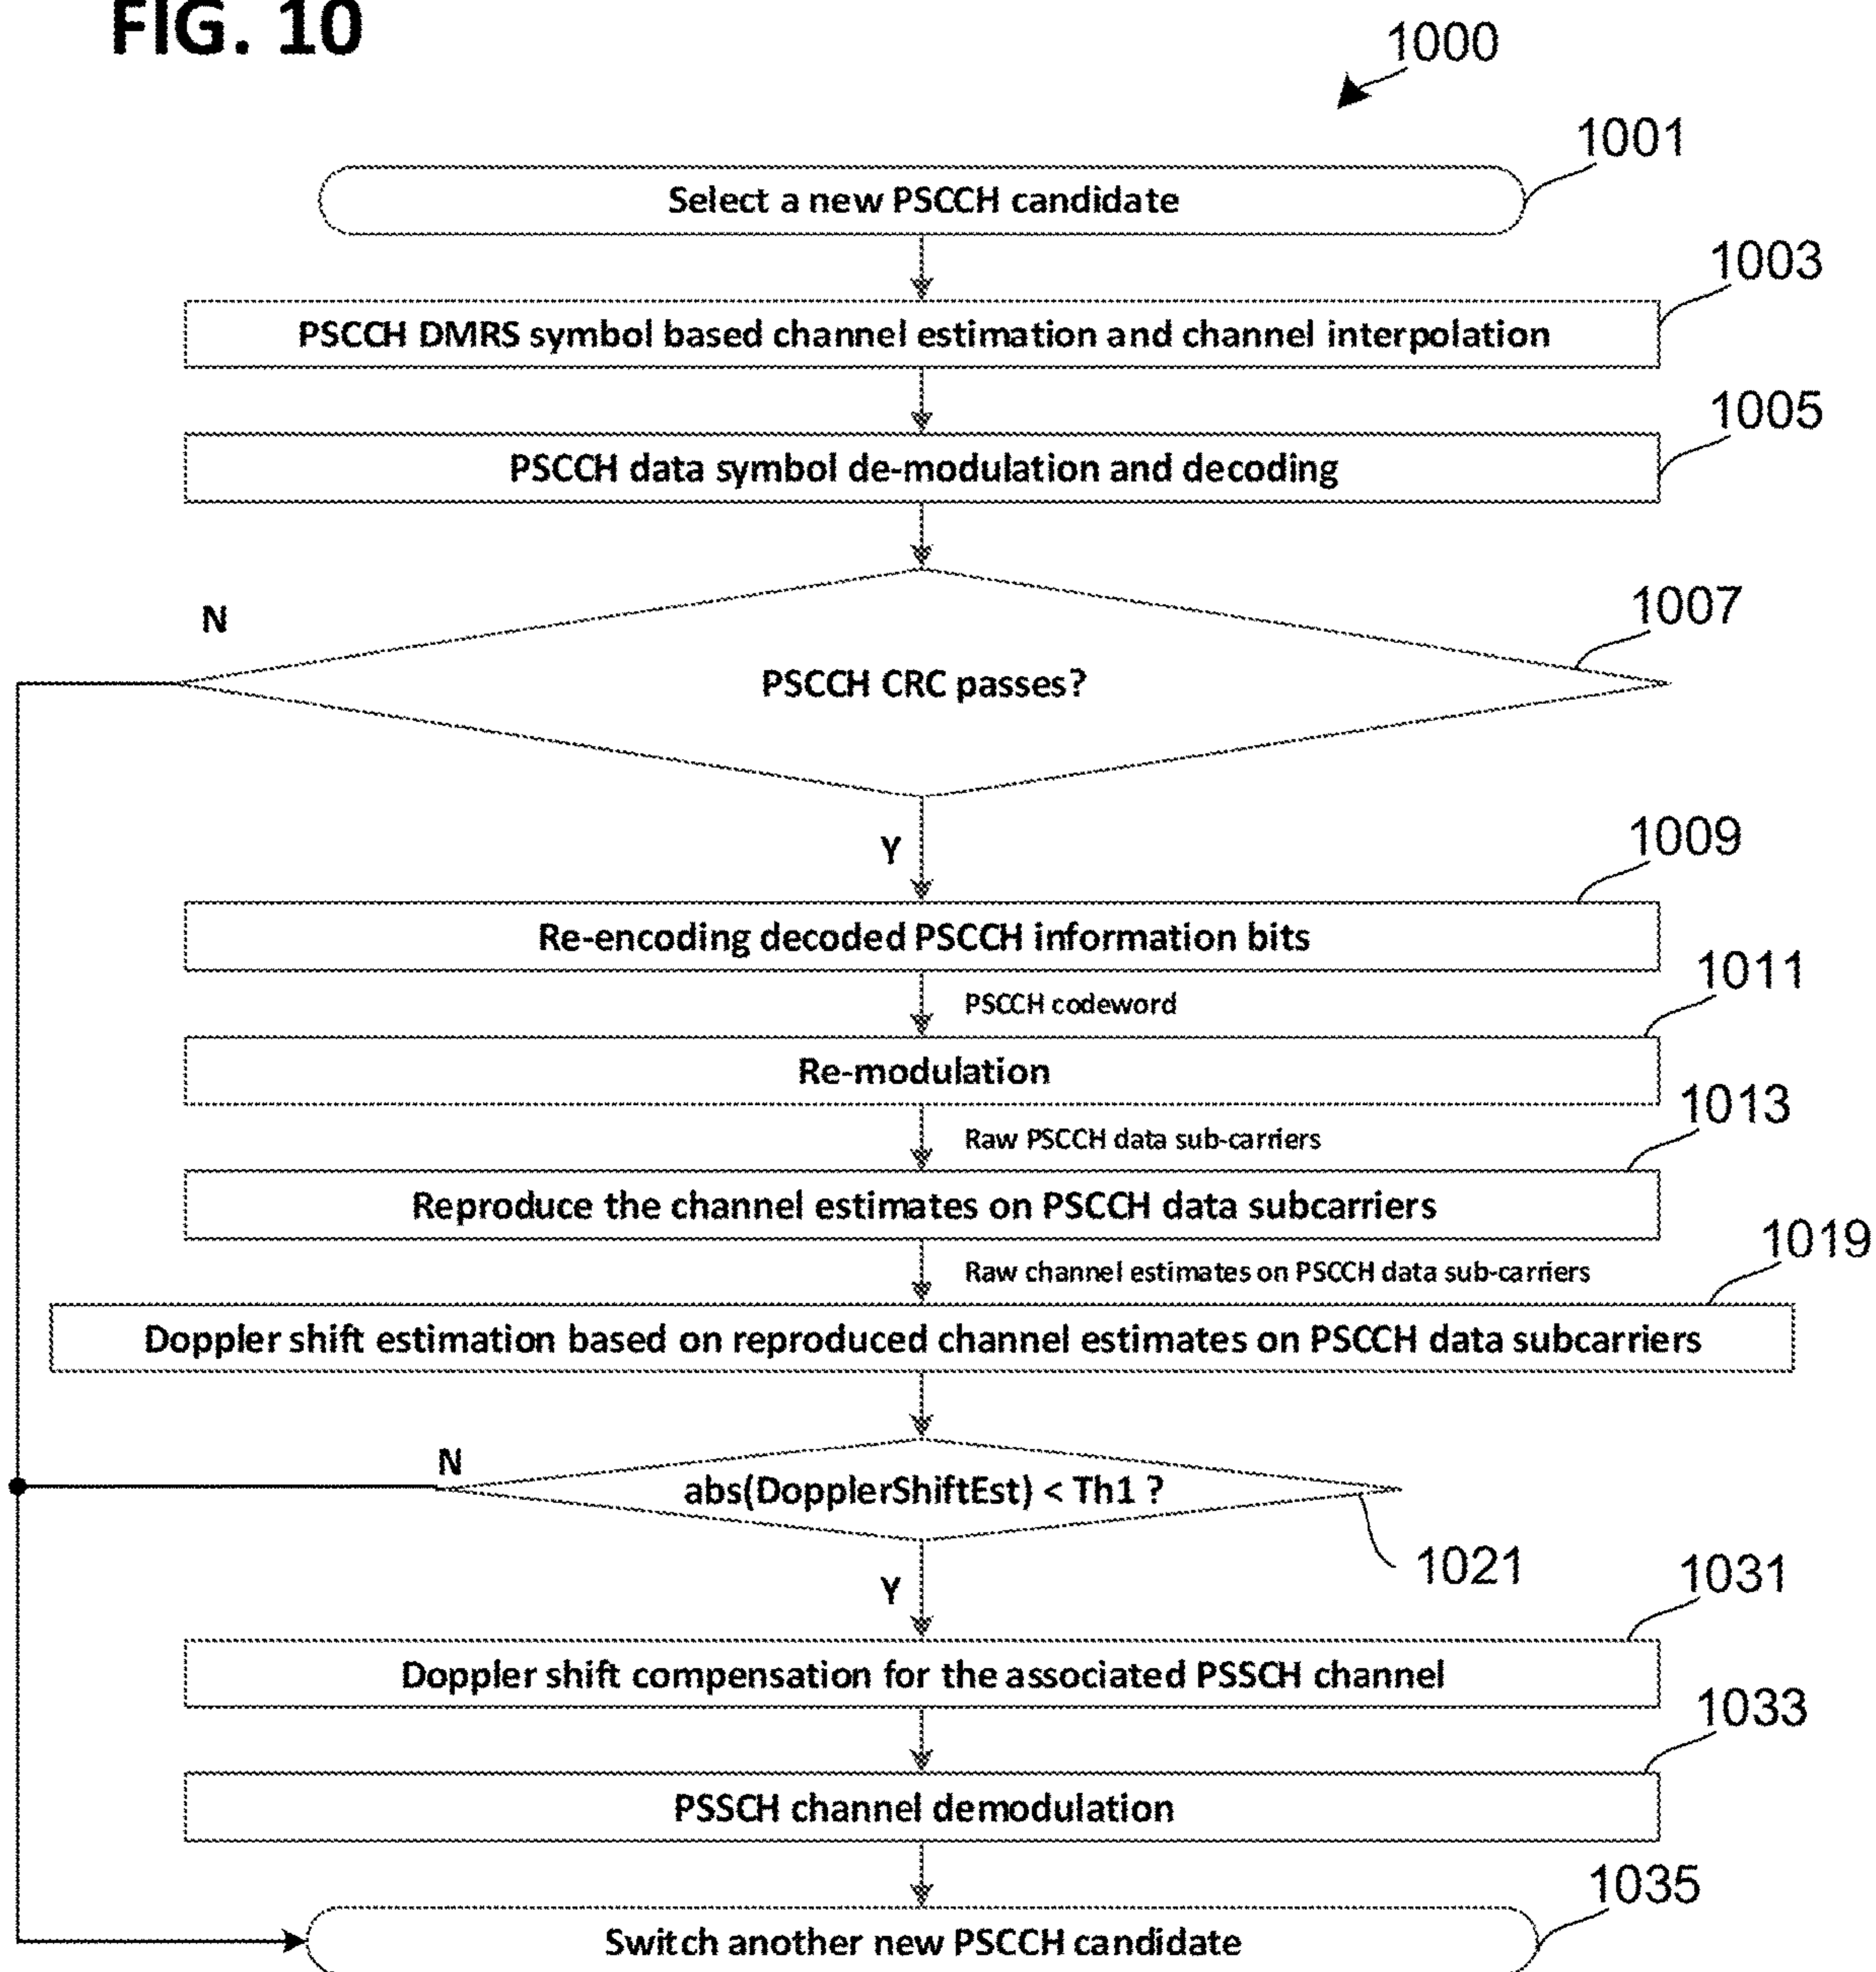 FIG. 10
1000
1001
Select a new PSCCH candidate
1003
PSCCH DMRS symbol based channel estimation and channel interpolation
1005
PSCCH data symbol de-modulation and decoding
N
1007
PSCCH CRC passes?
Y
1009
Re-encoding decoded PSCCH information bits
1011
PSCCH codeword
Re-modulation
1013
Raw PSCCH data sub-carriers
Reproduce the channel estimates on PSCCH data subcarriers
1019
Raw channel estimates on PSCCH data sub-carriers
Doppler shift estimation based on reproduced channel estimates on PSCCH data subcarriers
N
abs(DopplerShiftEst) < Th1 ?
1021
Y
1031
Doppler shift compensation for the associated PSSCH channel
1033
PSSCH channel demodulation
1035
Switch another new PSCCH candidate